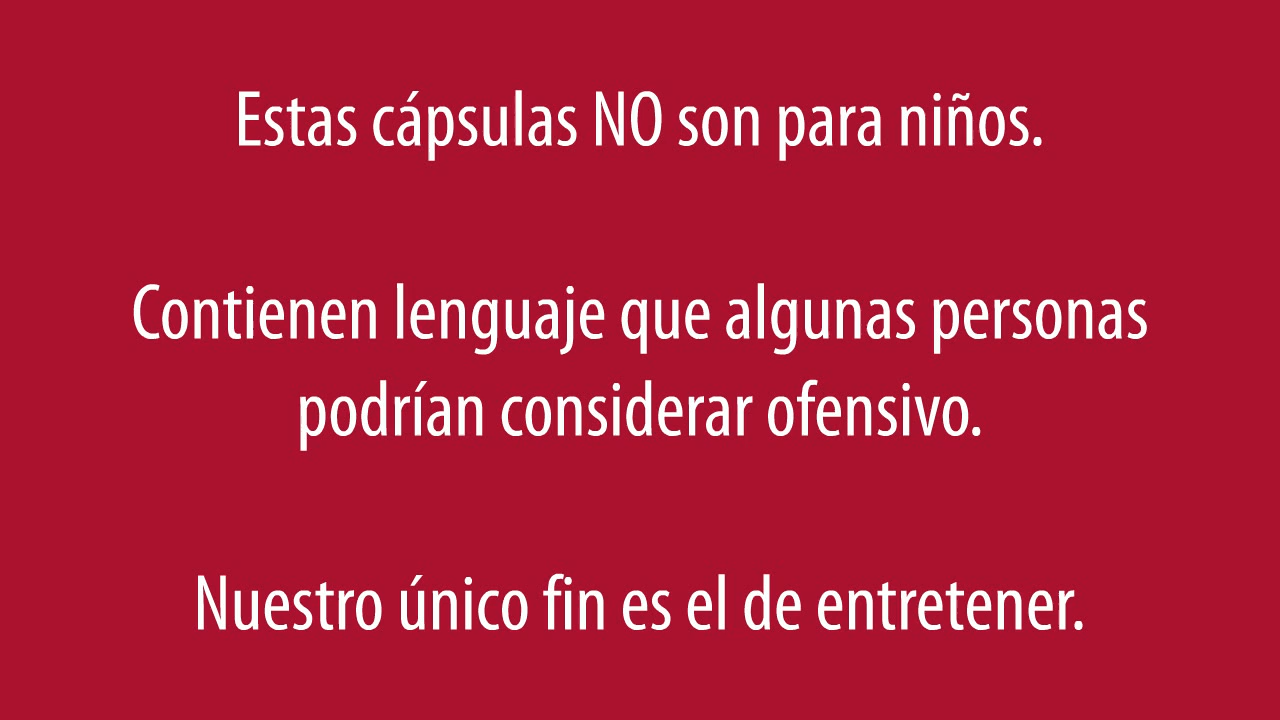 Estas cápsulas NO son para niños.
Contienen lenguaje que algunas personas
podrían considerar ofensivo.
Nuestro único fin es el de entretener.